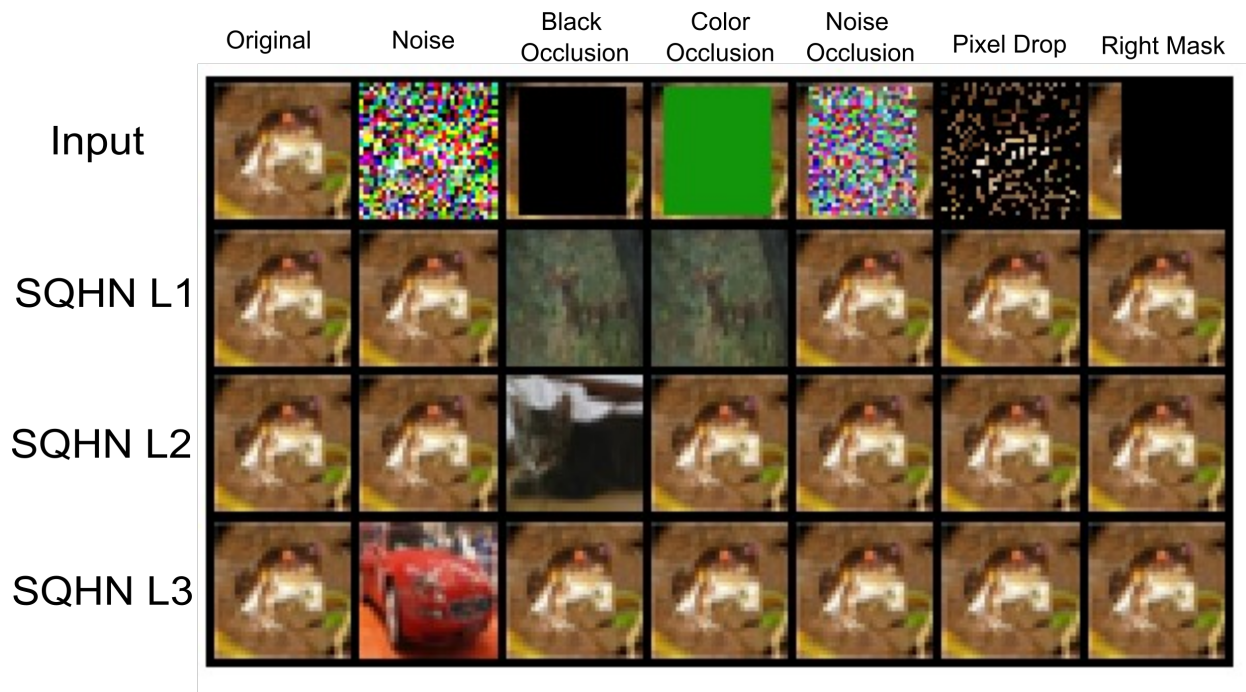 Original
Noise
Black
Occlusion
Color
Occlusion
Noise
Occlusion
Pixel Drop
Right Mask
Input
SQHN L1
SQHN L2
SQHN L3